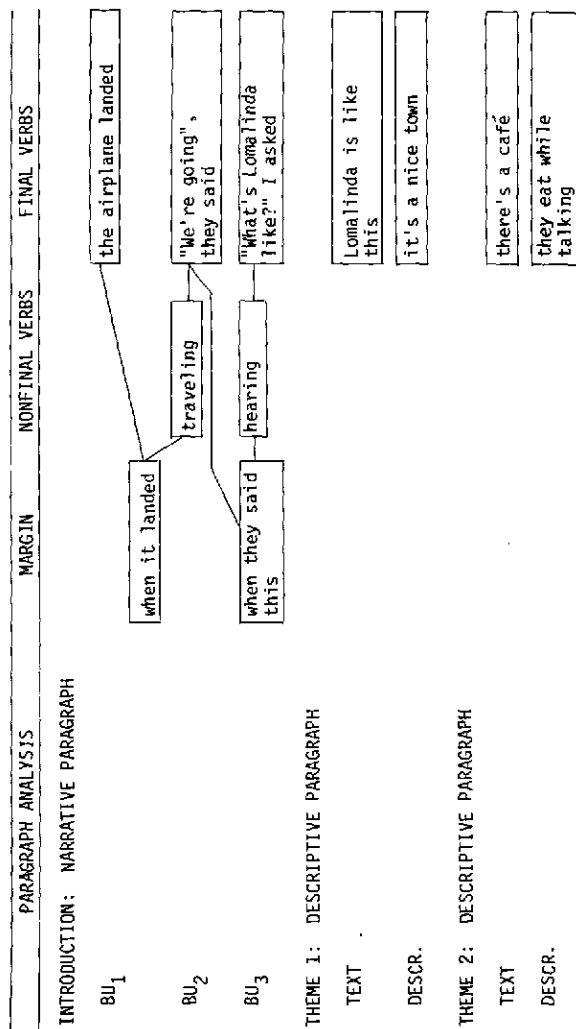 PARAGRAPH ANALYSIS MARGIN NONFINAL VERBS FINAL VERBS
INTRODUCTION: NARRATIVE PARAGRAPH
BU1 the airplane landed
when it landed
BU2 traveling "We're going",
they said
BU3 when they said hearing "What's Lomalinda
this like?" I asked
THEME 1: DESCRIPTIVE PARAGRAPH
TEXT Lomalinda is like
this
DESCR. it's a nice town
THEME 2: DESCRIPTIVE PARAGRAPH
TEXT there's a café
DESCR. they eat while
talking